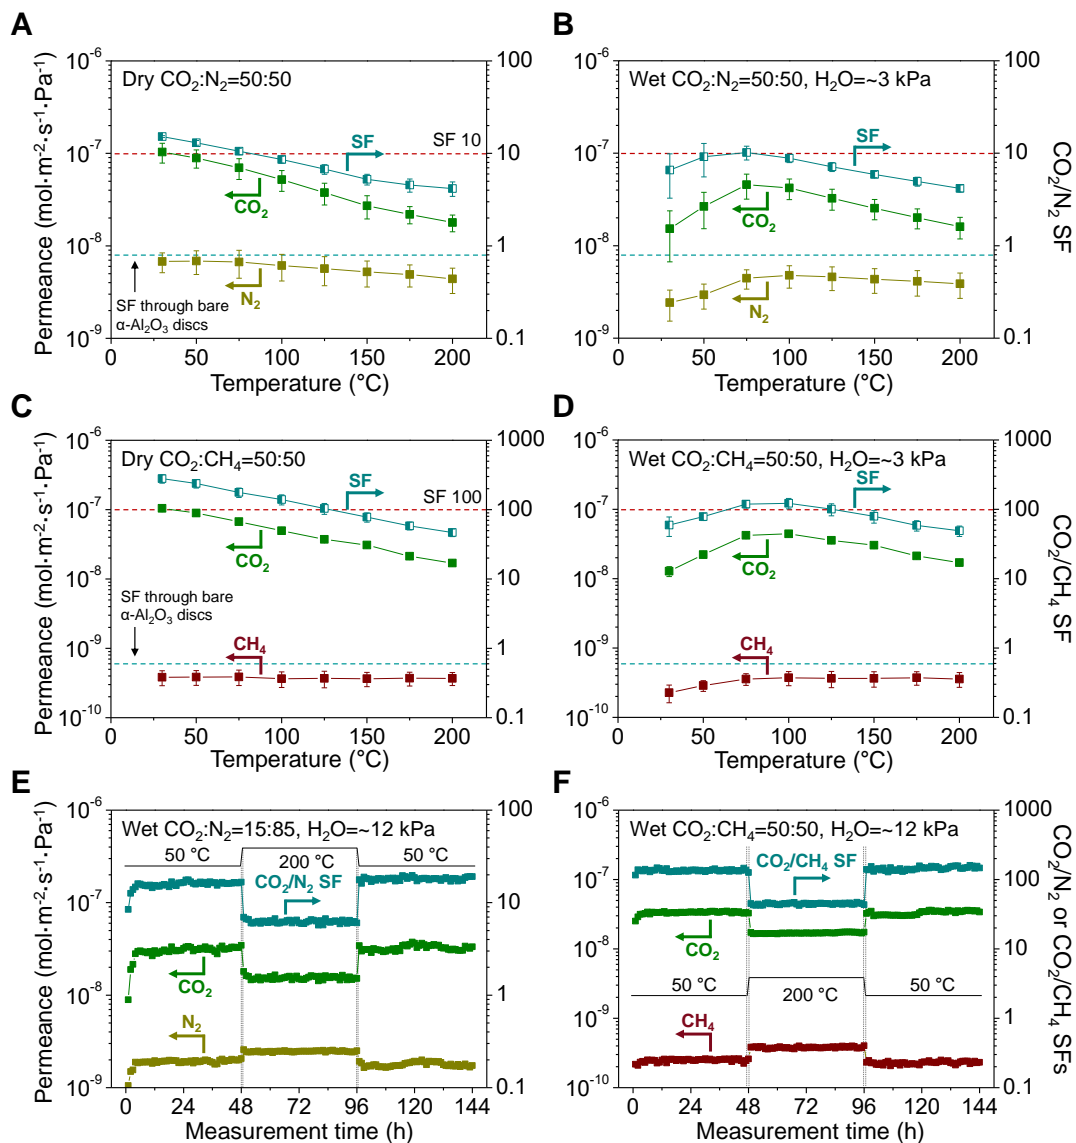 A
B
Permeance (mol·m⁻²·s⁻¹·Pa⁻¹)
10⁻⁶
10⁻⁷
10⁻⁸
10⁻⁹
Dry CO₂:N₂=50:50
SF 10
SF
CO₂
N₂
SF through bare
α-Al₂O₃ discs
100
10
1
0.1
0 50 100 150 200
Temperature (°C)
10⁻⁶
10⁻⁷
10⁻⁸
10⁻⁹
Wet CO₂:N₂=50:50, H₂O=~3 kPa
SF
CO₂
N₂
100
10
1
0.1
CO₂/N₂ SF
0 50 100 150 200
Temperature (°C)
C
D
Permeance (mol·m⁻²·s⁻¹·Pa⁻¹)
10⁻⁶
10⁻⁷
10⁻⁸
10⁻⁹
10⁻¹⁰
Dry CO₂:CH₄=50:50
SF
SF 100
CO₂
SF through bare
α-Al₂O₃ discs
CH₄
1000
100
10
1
0.1
0 50 100 150 200
Temperature (°C)
10⁻⁶
10⁻⁷
10⁻⁸
10⁻⁹
10⁻¹⁰
Wet CO₂:CH₄=50:50, H₂O=~3 kPa
SF
CO₂
CH₄
1000
100
10
1
0.1
CO₂/CH₄ SF
0 50 100 150 200
Temperature (°C)
E
F
Permeance (mol·m⁻²·s⁻¹·Pa⁻¹)
10⁻⁶
10⁻⁷
10⁻⁸
10⁻⁹
Wet CO₂:N₂=15:85, H₂O=~12 kPa
50 °C 200 °C 50 °C
CO₂/N₂ SF
CO₂
N₂
100
10
1
0.1
0 24 48 72 96 120 144
Measurement time (h)
10⁻⁶
10⁻⁷
10⁻⁸
10⁻⁹
10⁻¹⁰
Wet CO₂:CH₄=50:50, H₂O=~12 kPa
CO₂/CH₄ SF
CO₂
50 °C 200 °C 50 °C
CH₄
1000
100
10
1
0.1
CO₂/N₂ or CO₂/CH₄ SFs
0 24 48 72 96 120 144
Measurement time (h)